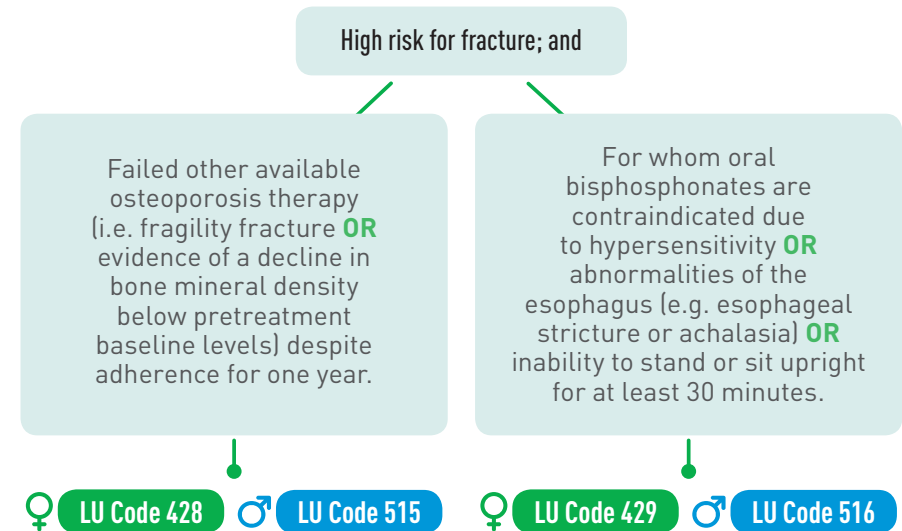 High risk for fracture; and
Failed other available
osteoporosis therapy
(i.e. fragility fracture OR
evidence of a decline in
bone mineral density
below pretreatment
baseline levels) despite
adherence for one year.
For whom oral
bisphosphonates are
contraindicated due
to hypersensitivity OR
abnormalities of the
esophagus (e.g. esophageal
stricture or achalasia) OR
inability to stand or sit upright
for at least 30 minutes.
♀ LU Code 428 ♂ LU Code 515
♀ LU Code 429 ♂ LU Code 516